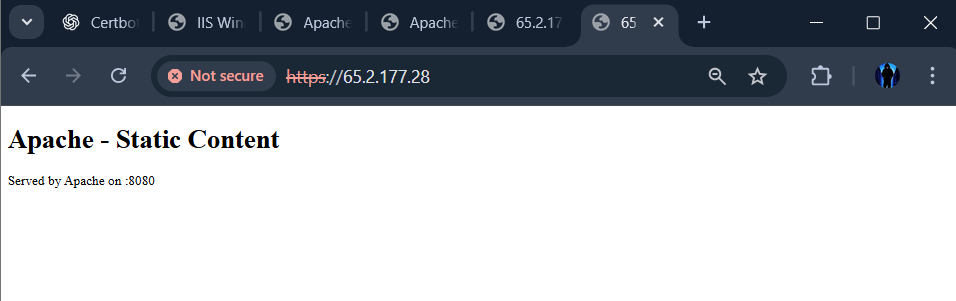 Certbo
IIS Win
Apache
Apache
65.2.17
65
Not secure
https://65.2.177.28
Apache - Static Content
Served by Apache on :8080